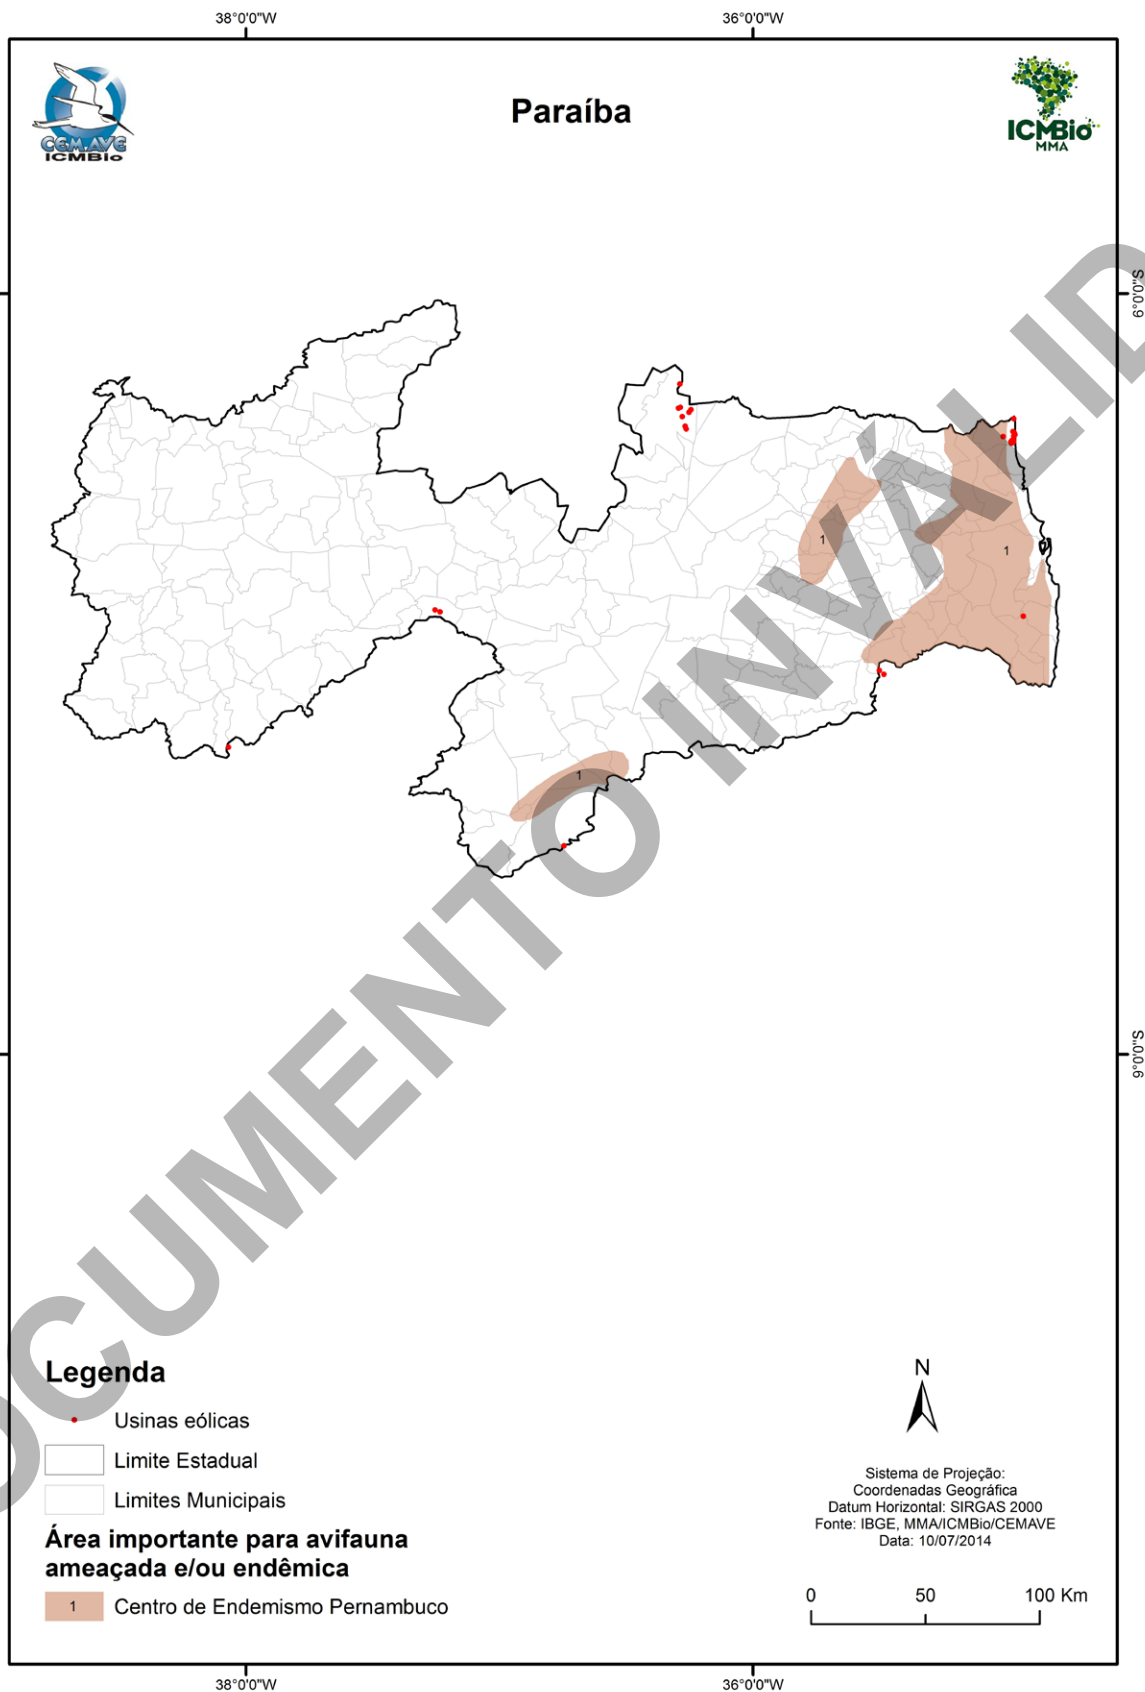 38°0'0"W
36°0'0"W
CEMAVE
ICMBio
Paraíba
ICMBio
MMA
6°0'0"S
1
1
1
9°0'0"S
DOCUMENTO INVÁLID
Legenda
Usinas eólicas
Limite Estadual
Limites Municipais
Área importante para avifauna
ameaçada e/ou endêmica
1 Centro de Endemismo Pernambuco
N
Sistema de Projeção:
Coordenadas Geográfica
Datum Horizontal: SIRGAS 2000
Fonte: IBGE, MMA/ICMBio/CEMAVE
Data: 10/07/2014
0 50 100 Km
38°0'0"W
36°0'0"W